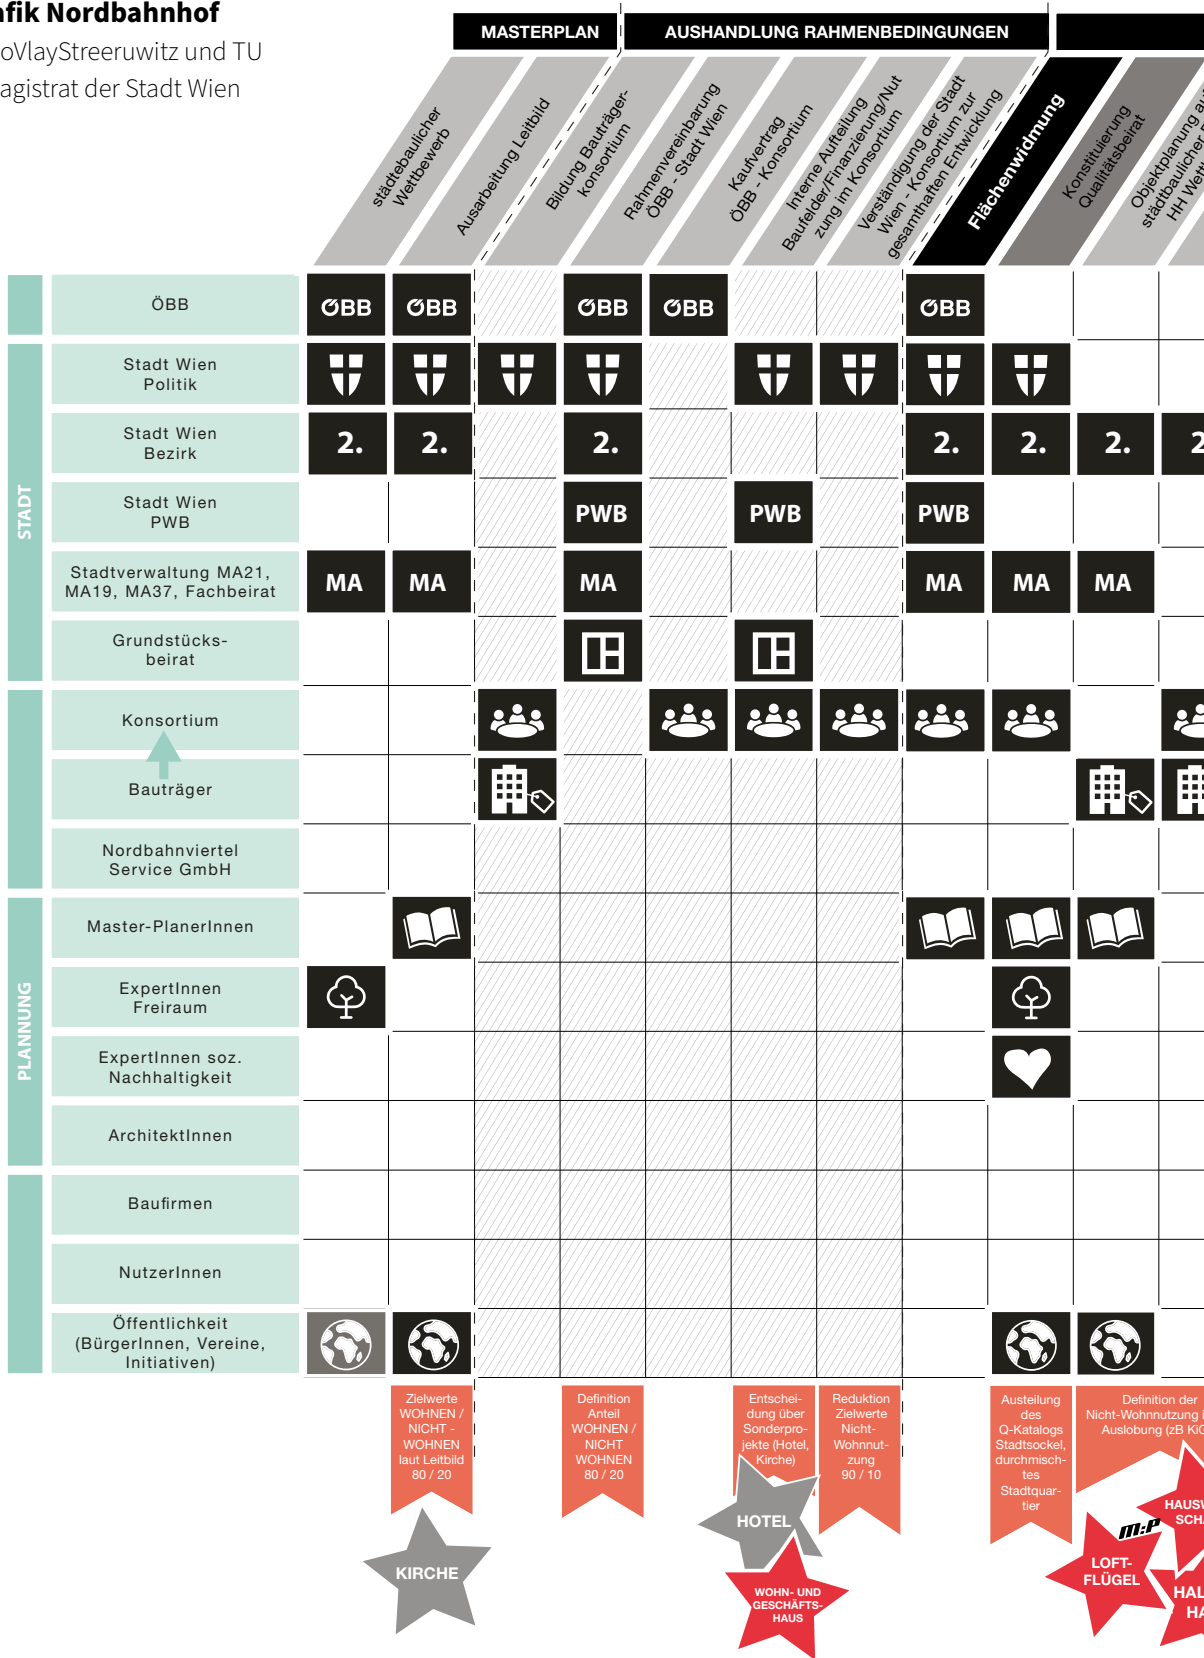 afik Nordbahnhof
oVlayStreeruwitz und TU
agistrat der Stadt Wien
MASTERPLAN
AUSHANDLUNG RAHMENBEDINGUNGEN
städtebaulicher
Wettbewerb
Ausarbeitung Leitbild
Bildung Bauträger-
konsortium
Rahmenvereinbarung
ÖBB - Stadt Wien
Kaufvertrag
ÖBB - Konsortium
Interne Aufteilung
Baufelder/Finanzierung/Nut
zung im Konsortium
Verständigung der Stadt
Wien - Konsortium zur
gesamthaften Entwicklung
Flächenwidmung
Konstituierung
Qualitätsbeirat
Objektplanung
städtbaulicher
HH
ÖBB
ÖBB
ÖBB
ÖBB
ÖBB
ÖBB
Stadt Wien
Politik
Stadt Wien
Bezirk
2.
2.
2.
2.
2.
2.
2
Stadt Wien
PWB
PWB
PWB
PWB
STADT
Stadtverwaltung MA21,
MA19, MA37, Fachbeirat
MA
MA
MA
MA
MA
MA
Grundstücks-
beirat
Konsortium
Bauträger
Nordbahnviertel
Service GmbH
Master-PlanerInnen
PLANNUNG
ExpertInnen
Freiraum
ExpertInnen soz.
Nachhaltigkeit
ArchitektInnen
Baufirmen
NutzerInnen
Öffentlichkeit
(BürgerInnen, Vereine,
Initiativen)
Zielwerte
WOHNEN /
NICHT -
WOHNEN
laut Leitbild
80 / 20
Definition
Anteil
WOHNEN /
NICHT
WOHNEN
80 / 20
Entschei-
dung über
Sonderpro-
jekte (Hotel,
Kirche)
Reduktion
Zielwerte
Nicht-
Wohnnut-
zung
90 / 10
Austeilung
des
Q-Katalogs
Stadtsockel,
durchmisch-
tes
Stadtquar-
tier
Definition der
Nicht-Wohnnutzung i
Auslobung (zB KiG
KIRCHE
HOTEL
WOHN- UND
GESCHÄFTS-
HAUS
M:P
LOFT-
FLÜGEL
HAUSW
SCHA
HAL
HA